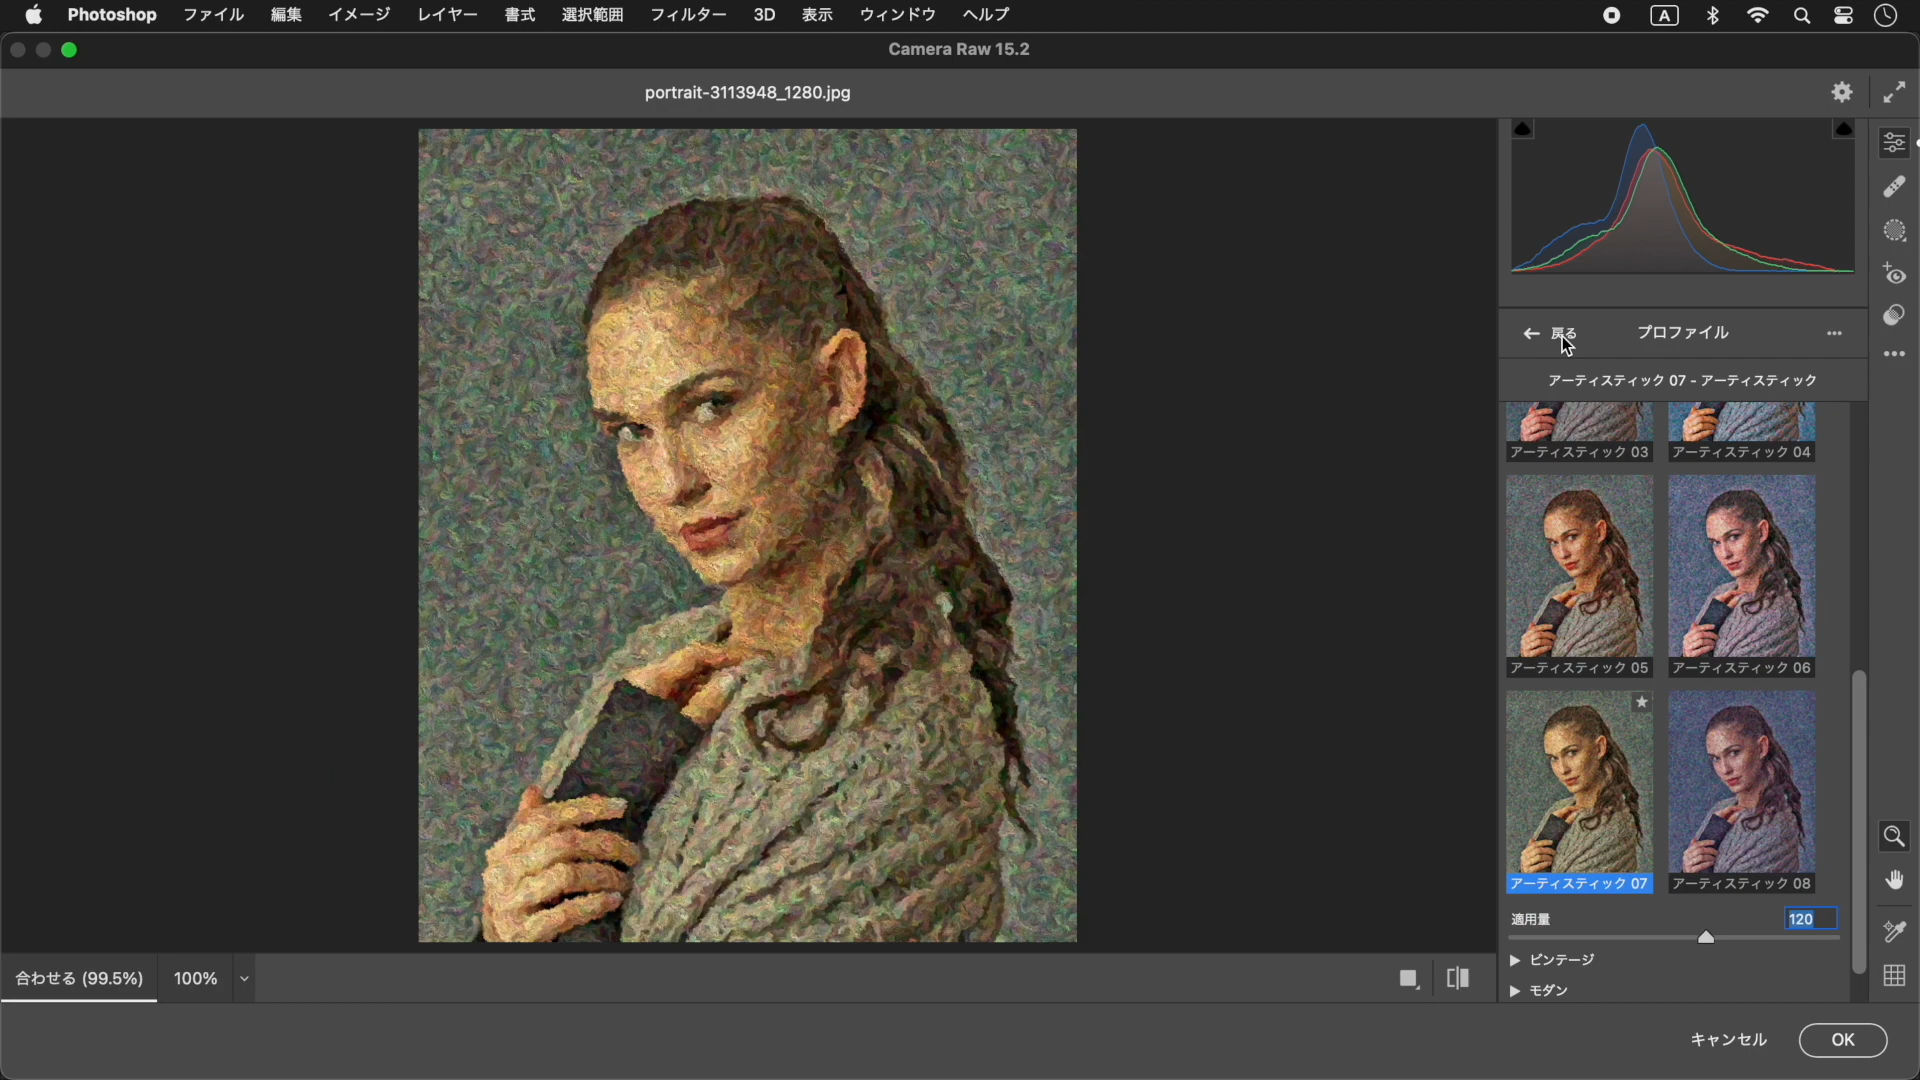 Photoshop ファイル 編集 イメージ レイヤー 書式 選択範囲 フィルター 3D 表示 ウィンドウ ヘルプ A
Camera Raw 15.2
portrait-3113948_1280.jpg
戻る プロファイル
アーティスティック 07 - アーティスティック
アーティスティック 03 アーティスティック 04
アーティスティック 05 アーティスティック 06
アーティスティック 07 アーティスティック 08
適用量 120
ビンテージ
モダン
合わせる (99.5%) 100%
キャンセル OK